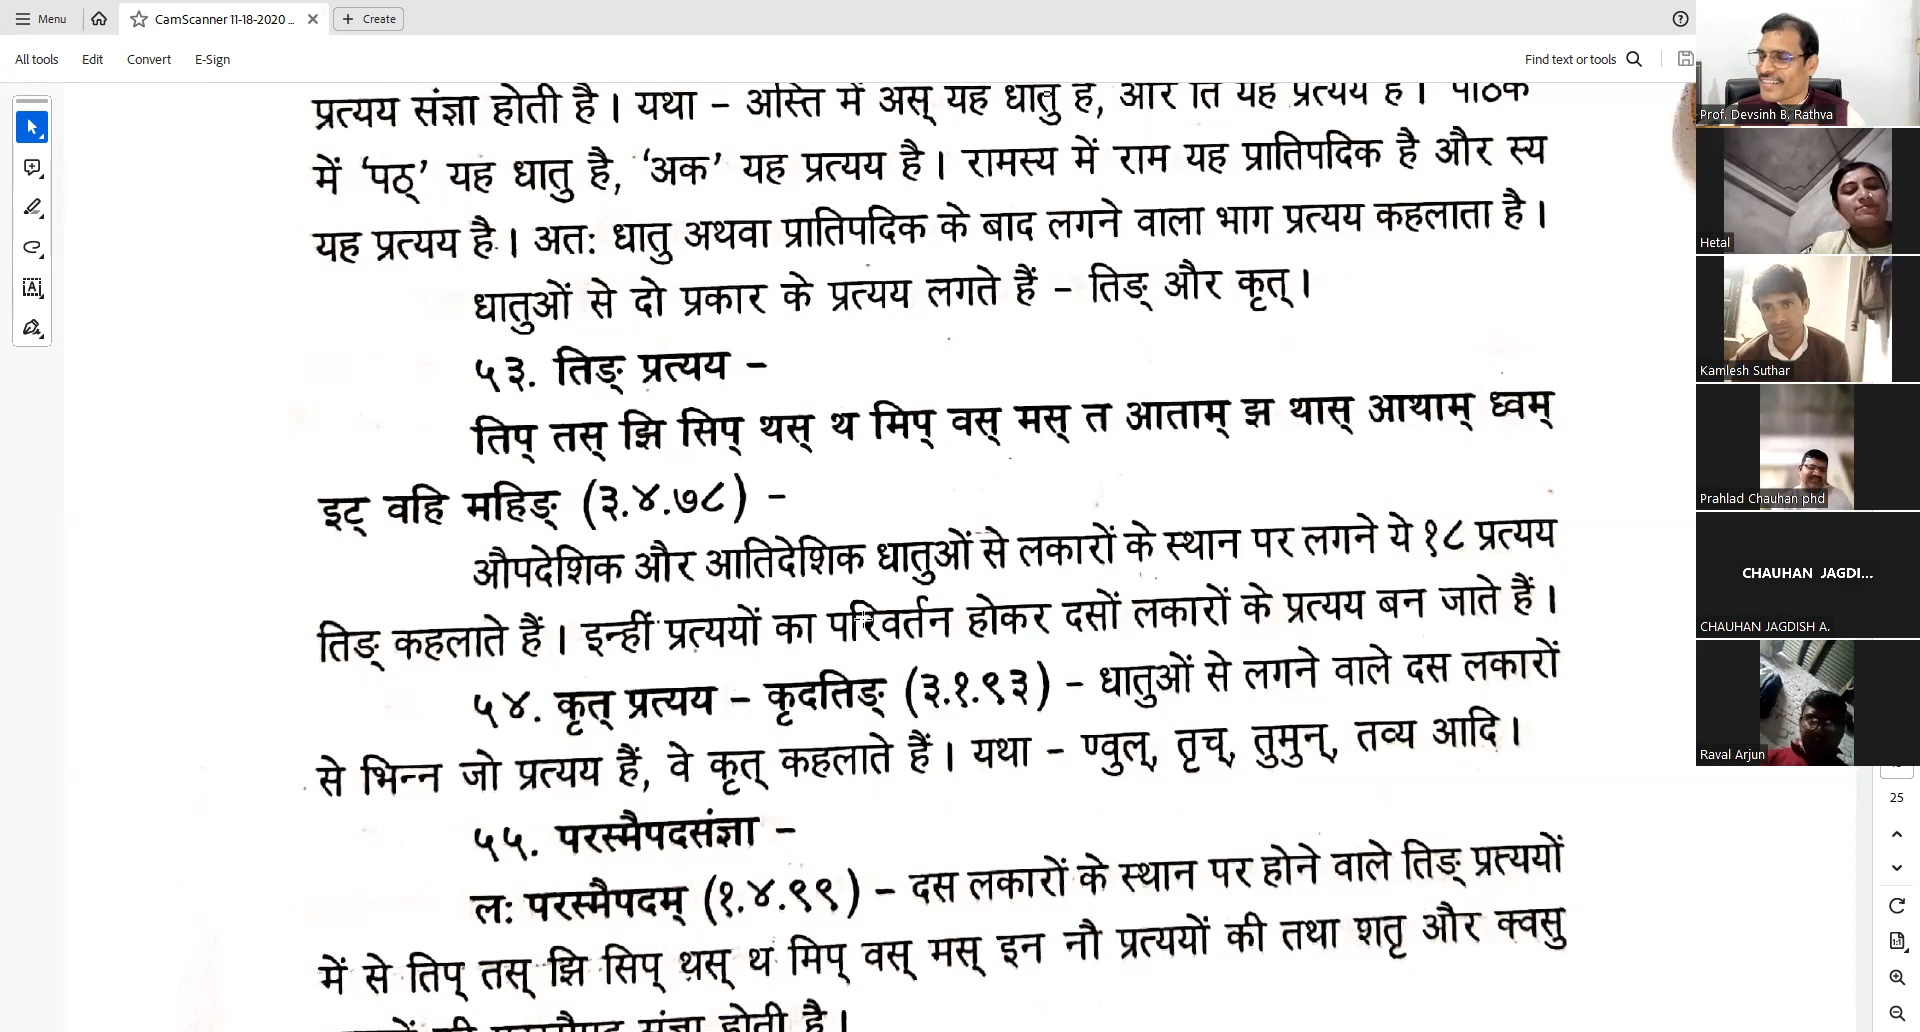 Menu
CamScanner 11-18-2020 ...
Create
All tools
Edit
Convert
E-Sign
Find text or tools
प्रत्यय संज्ञा होती है। यथा – अस्ति में अस् यह धातु है, और ति यह प्रत्यय है। पाठक
में ‘पठ्’ यह धातु है, ‘अक’ यह प्रत्यय है। रामस्य में राम यह प्रातिपदिक है और स्य
यह प्रत्यय है। अतः धातु अथवा प्रातिपदिक के बाद लगने वाला भाग प्रत्यय कहलाता है।
धातुओं से दो प्रकार के प्रत्यय लगते हैं – तिङ् और कृत्।
५३. तिङ् प्रत्यय –
तिप् तस् झि सिप् थस् थ मिप् वस् मस् त आताम् झ थास् आथाम् ध्वम्
इट् वहि महिङ् (३.४.७८) –
औपदेशिक और आतिदेशिक धातुओं से लकारों के स्थान पर लगने ये १८ प्रत्यय
तिङ् कहलाते हैं। इन्हीं प्रत्ययों का परिवर्तन होकर दसों लकारों के प्रत्यय बन जाते हैं।
५४. कृत् प्रत्यय – कृदतिङ् (३.१.९३) – धातुओं से लगने वाले दस लकारों
से भिन्न जो प्रत्यय हैं, वे कृत् कहलाते हैं। यथा – ण्वुल्, तृच्, तुमुन्, तव्य आदि।
५५. परस्मैपदसंज्ञा –
लः परस्मैपदम् (१.४.९९) – दस लकारों के स्थान पर होने वाले तिङ् प्रत्ययों
में से तिप् तस् झि सिप् थस् थ मिप् वस् मस् इन नौ प्रत्ययों की तथा शतृ और क्वसु
की परस्मैपद संज्ञा होती है।
Prof. Devsinh B. Rathva
Hetal
Kamlesh Suthar
Prahlad Chauhan phd
CHAUHAN JAGDI...
CHAUHAN JAGDISH A.
Raval Arjun
25